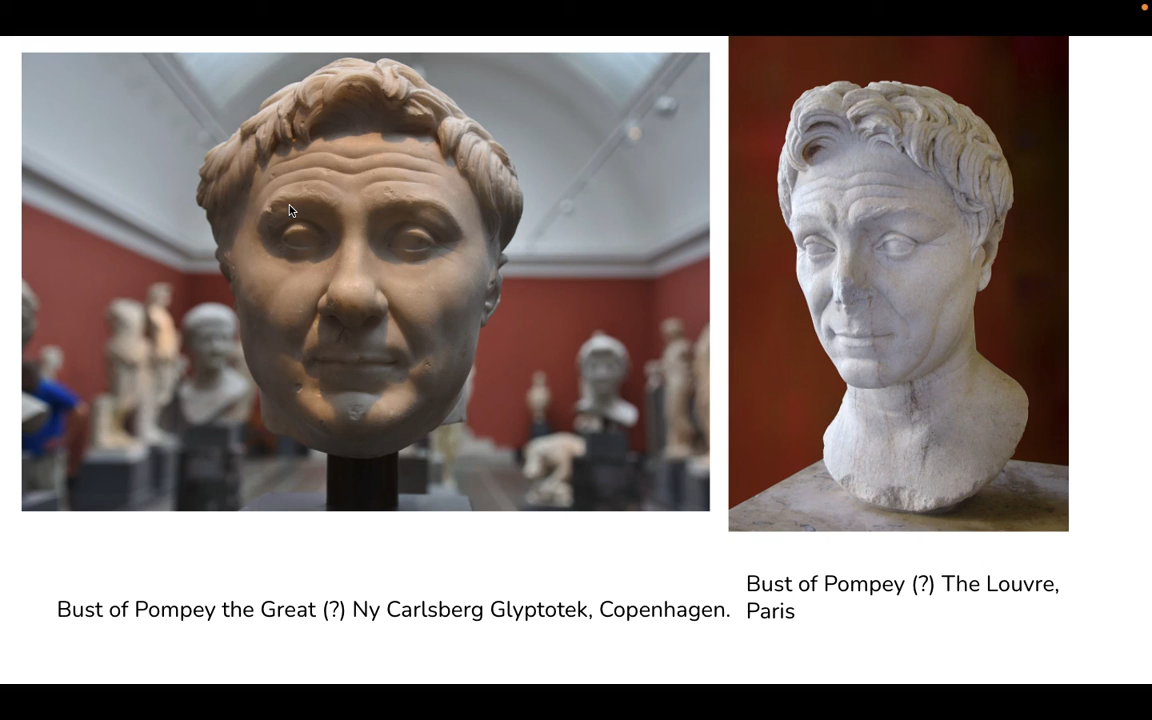 Bust of Pompey the Great (?) Ny Carlsberg Glyptotek, Copenhagen.
Bust of Pompey (?) The Louvre,
Paris